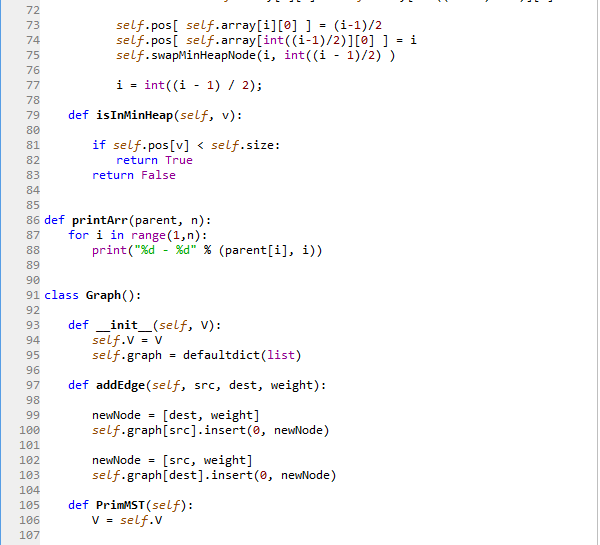 72
73 self.pos[ self.array[i][0] ] = (i-1)/2
74 self.pos[ self.array[int((i-1)/2)][0] ] = i
75 self.swapMinHeapNode(i, int((i - 1)/2) )
76
77 i = int((i - 1) / 2);
78
79 def isInMinHeap(self, v):
80
81 if self.pos[v] < self.size:
82 return True
83 return False
84
85
86 def printArr(parent, n):
87 for i in range(1,n):
88 print("%d - %d" % (parent[i], i))
89
90
91 class Graph():
92
93 def __init__(self, V):
94 self.V = V
95 self.graph = defaultdict(list)
96
97 def addEdge(self, src, dest, weight):
98
99 newNode = [dest, weight]
100 self.graph[src].insert(0, newNode)
101
102 newNode = [src, weight]
103 self.graph[dest].insert(0, newNode)
104
105 def PrimMST(self):
106 V = self.V
107